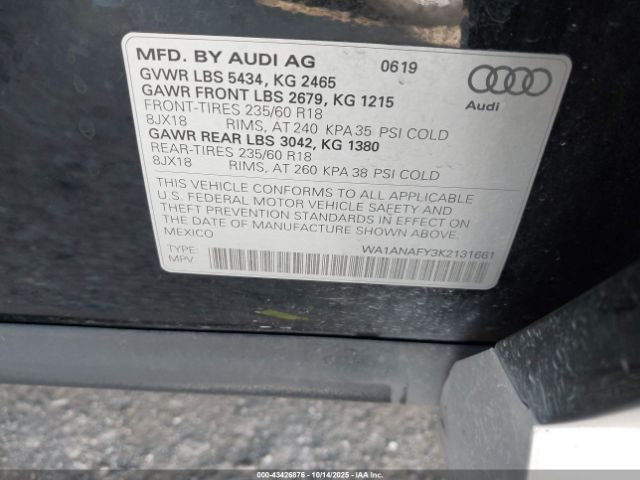 MFD. BY AUDI AG 0619
GVWR LBS 5434, KG 2465
GAWR FRONT LBS 2679, KG 1215
FRONT-TIRES 235/60 R18
8JX18 RIMS, AT 240 KPA 35 PSI COLD
GAWR REAR LBS 3042, KG 1380
REAR-TIRES 235/60 R18
8JX18 RIMS, AT 260 KPA 38 PSI COLD
Audi
THIS VEHICLE CONFORMS TO ALL APPLICABLE
U.S. FEDERAL MOTOR VEHICLE SAFETY AND
THEFT PREVENTION STANDARDS IN EFFECT ON
THE DATE OF MANUFACTURE SHOWN ABOVE.
MEXICO
TYPE: WA1ANAFY3K2131661
MPV
000-43426876 - 10/14/2025 - IAA, Inc.